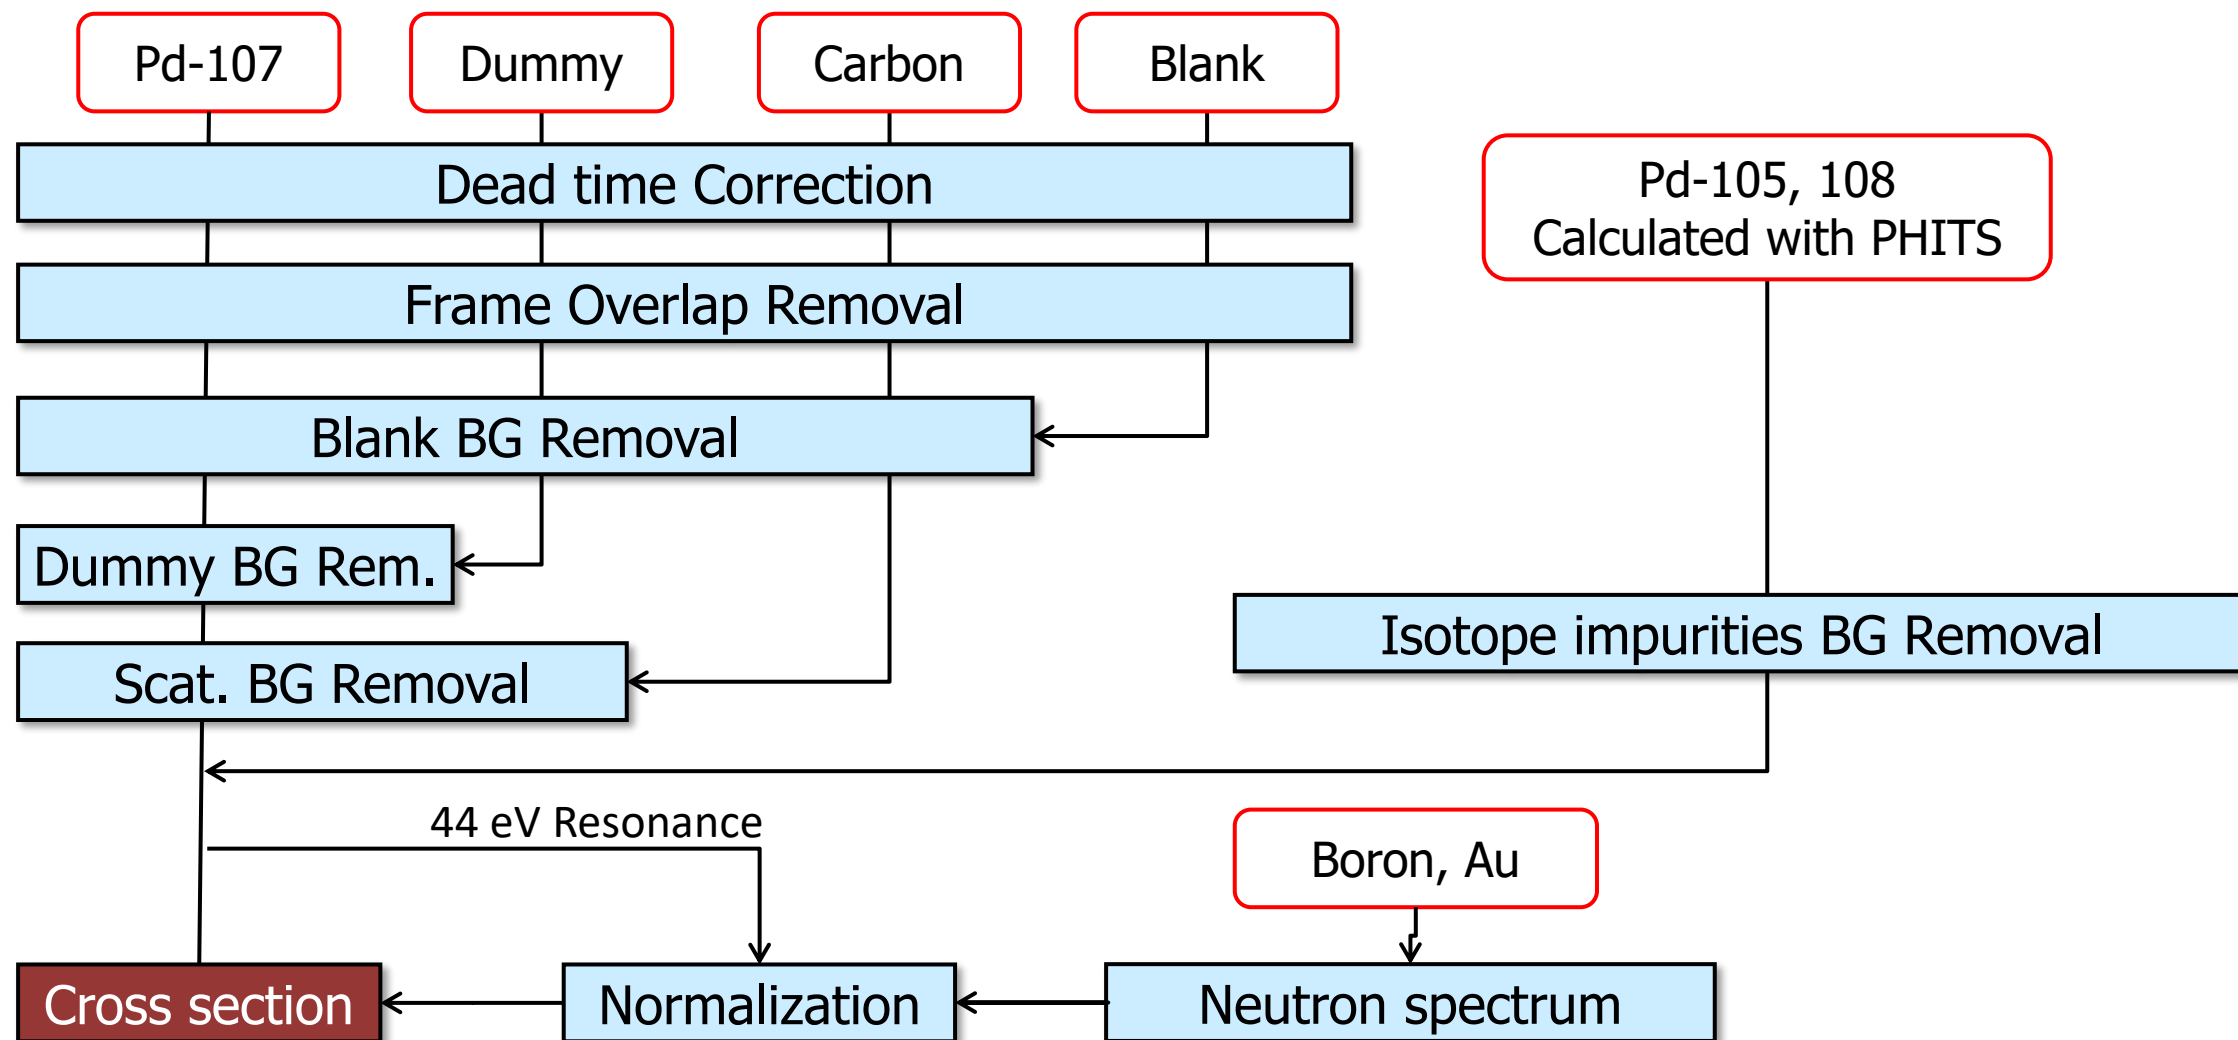 Pd-107
Dummy
Carbon
Blank
Dead time Correction
Pd-105, 108
Calculated with PHITS
Frame Overlap Removal
Blank BG Removal
Dummy BG Rem.
Isotope impurities BG Removal
Scat. BG Removal
44 eV Resonance
Boron, Au
Cross section
Normalization
Neutron spectrum